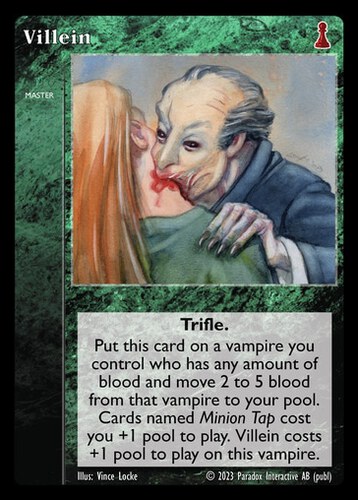 Villein
MASTER
Trifle.
Put this card on a vampire you
control who has any amount of
blood and move 2 to 5 blood
from that vampire to your pool.
Cards named Minion Tap cost
you +1 pool to play. Villein costs
+1 pool to play on this vampire.
Illus: Vince Locke © 2023 Paradox Interactive AB (publ)